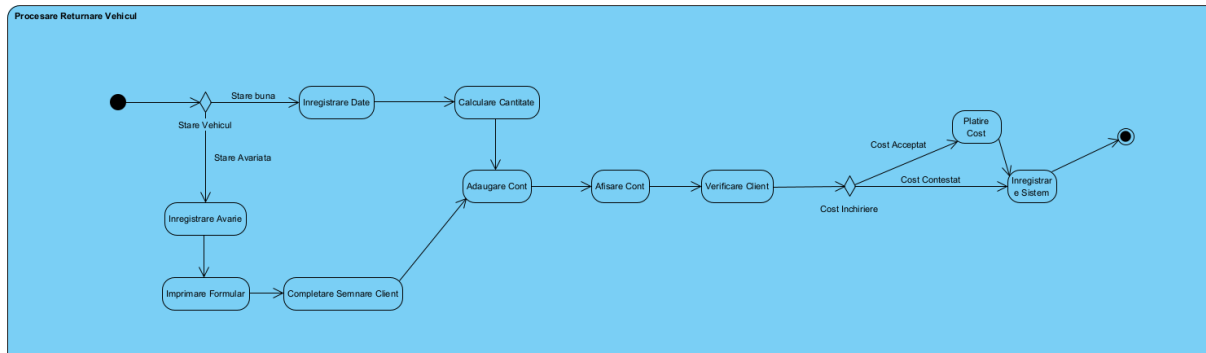 Procesare Returnare Vehicul
Stare buna
Inregistrare Date
Calculare Cantitate
Stare Vehicul
Stare Avariata
Inregistrare Avarie
Imprimare Formular
Completare Semnare Client
Adaugare Cont
Afisare Cont
Verificare Client
Cost Inchiriere
Cost Acceptat
Platire
Cost
Cost Contestat
Inregistrar
e Sistem